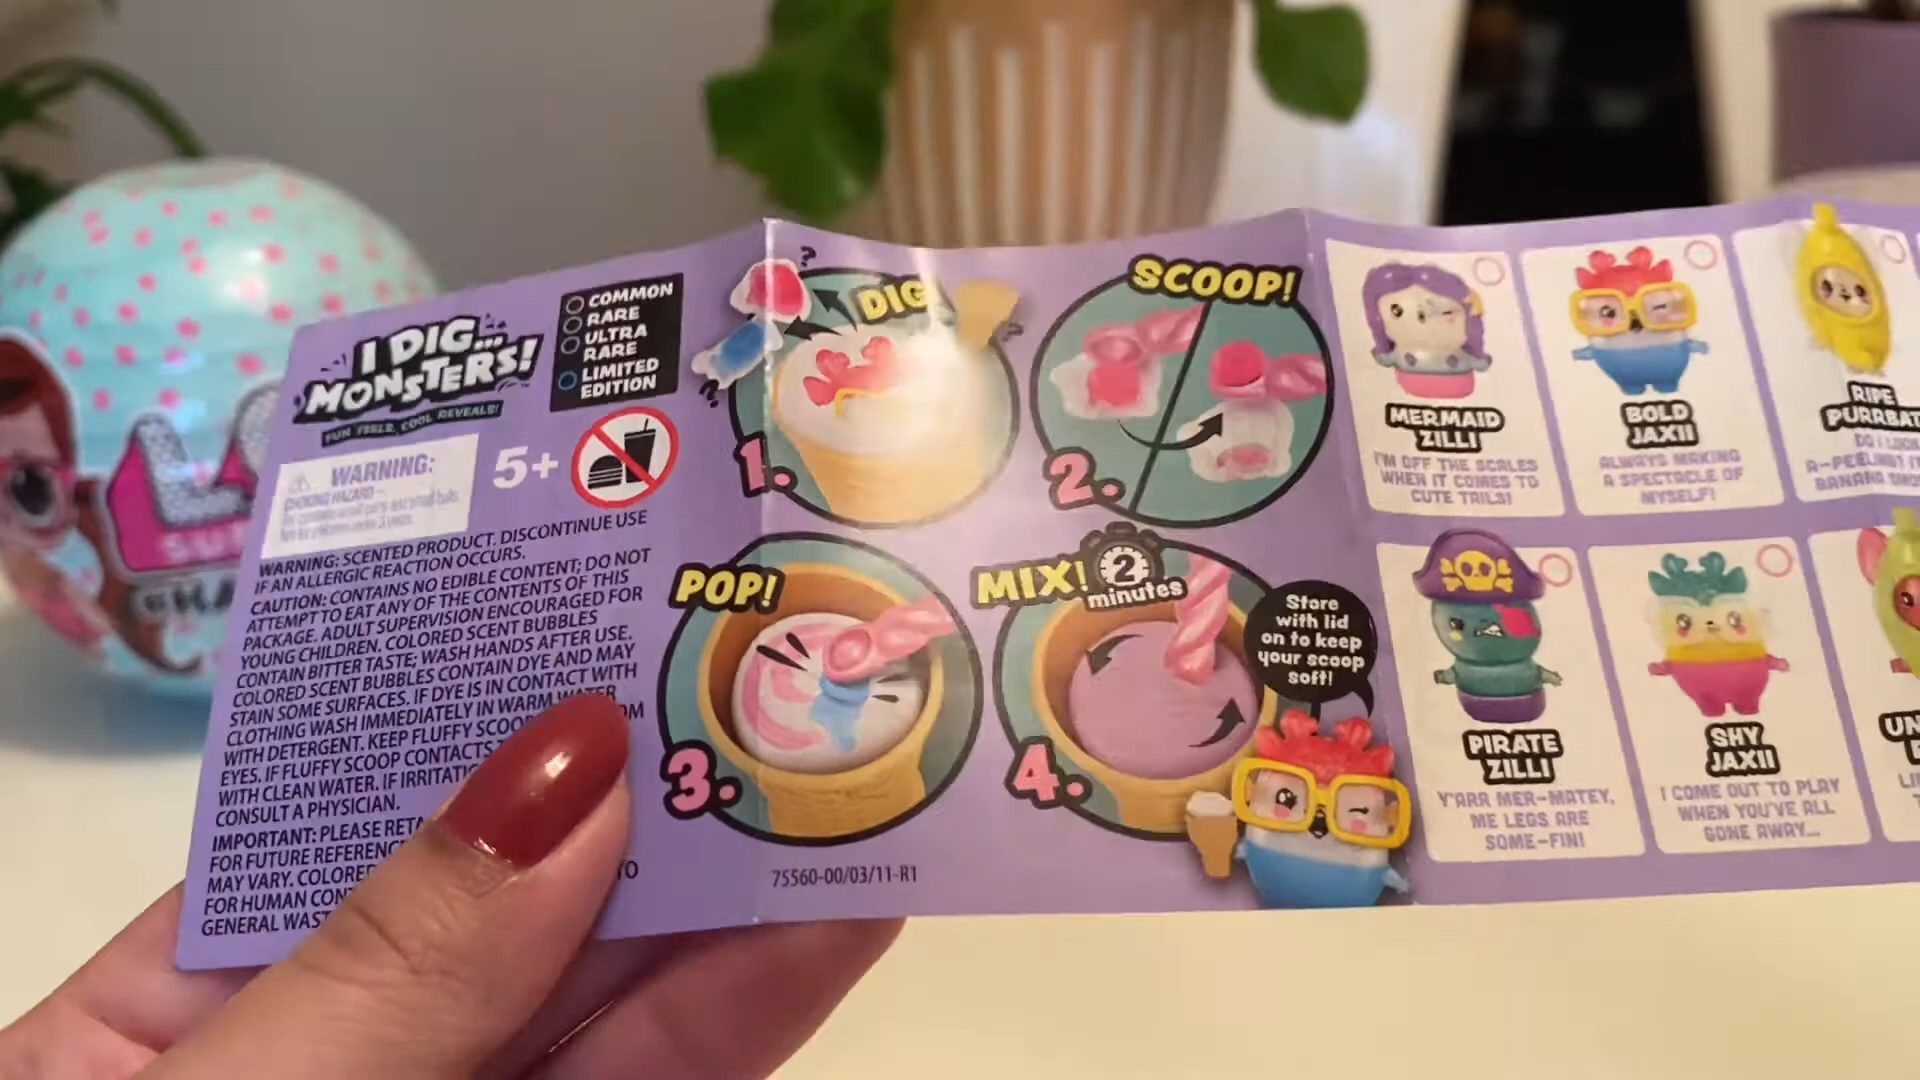 I DIG...
MONSTERS!
FUN FEELS, COOL REVEALS!
COMMON
RARE
ULTRA
RARE
LIMITED
EDITION
WARNING:
CHOKING HAZARD –
5+
WARNING: SCENTED PRODUCT. DISCONTINUE USE
IF AN ALLERGIC REACTION OCCURS.
CAUTION: CONTAINS NO EDIBLE CONTENT; DO NOT
ATTEMPT TO EAT ANY OF THE CONTENTS OF THIS
PACKAGE. ADULT SUPERVISION ENCOURAGED FOR
YOUNG CHILDREN. COLORED SCENT BUBBLES
CONTAIN BITTER TASTE; WASH HANDS AFTER USE.
COLORED SCENT BUBBLES CONTAIN DYE AND MAY
STAIN SOME SURFACES. IF DYE IS IN CONTACT WITH
CLOTHING WASH IMMEDIATELY IN WARM WATER
WITH DETERGENT. KEEP FLUFFY SCOOP
EYES. IF FLUFFY SCOOP CONTACTS
WITH CLEAN WATER. IF
CONSULT A PHYSICIAN.
IMPORTANT: PLEASE
FOR FUTURE
MAY VARY.
FOR HUMAN
GENERAL
DIG!
? ? ?
1.
SCOOP!
2.
POP!
3.
MIX! 2
minutes
4.
Store
with lid
on to keep
your scoop
soft!
75560-00/03/11-R1
MERMAID
ZILLI
I'M OFF THE SCALES
WHEN IT COMES TO
CUTE TAILS!
BOLD
JAXII
ALWAYS MAKING
A SPECTACLE OF
MYSELF!
RIPE
DO I LOOK
BANANA
PIRATE
ZILLI
Y'ARR MER-MATEY,
ME LEGS ARE
SOME-FIN!
SHY
JAXII
I COME OUT TO PLAY
WHEN YOU'VE ALL
GONE AWAY...